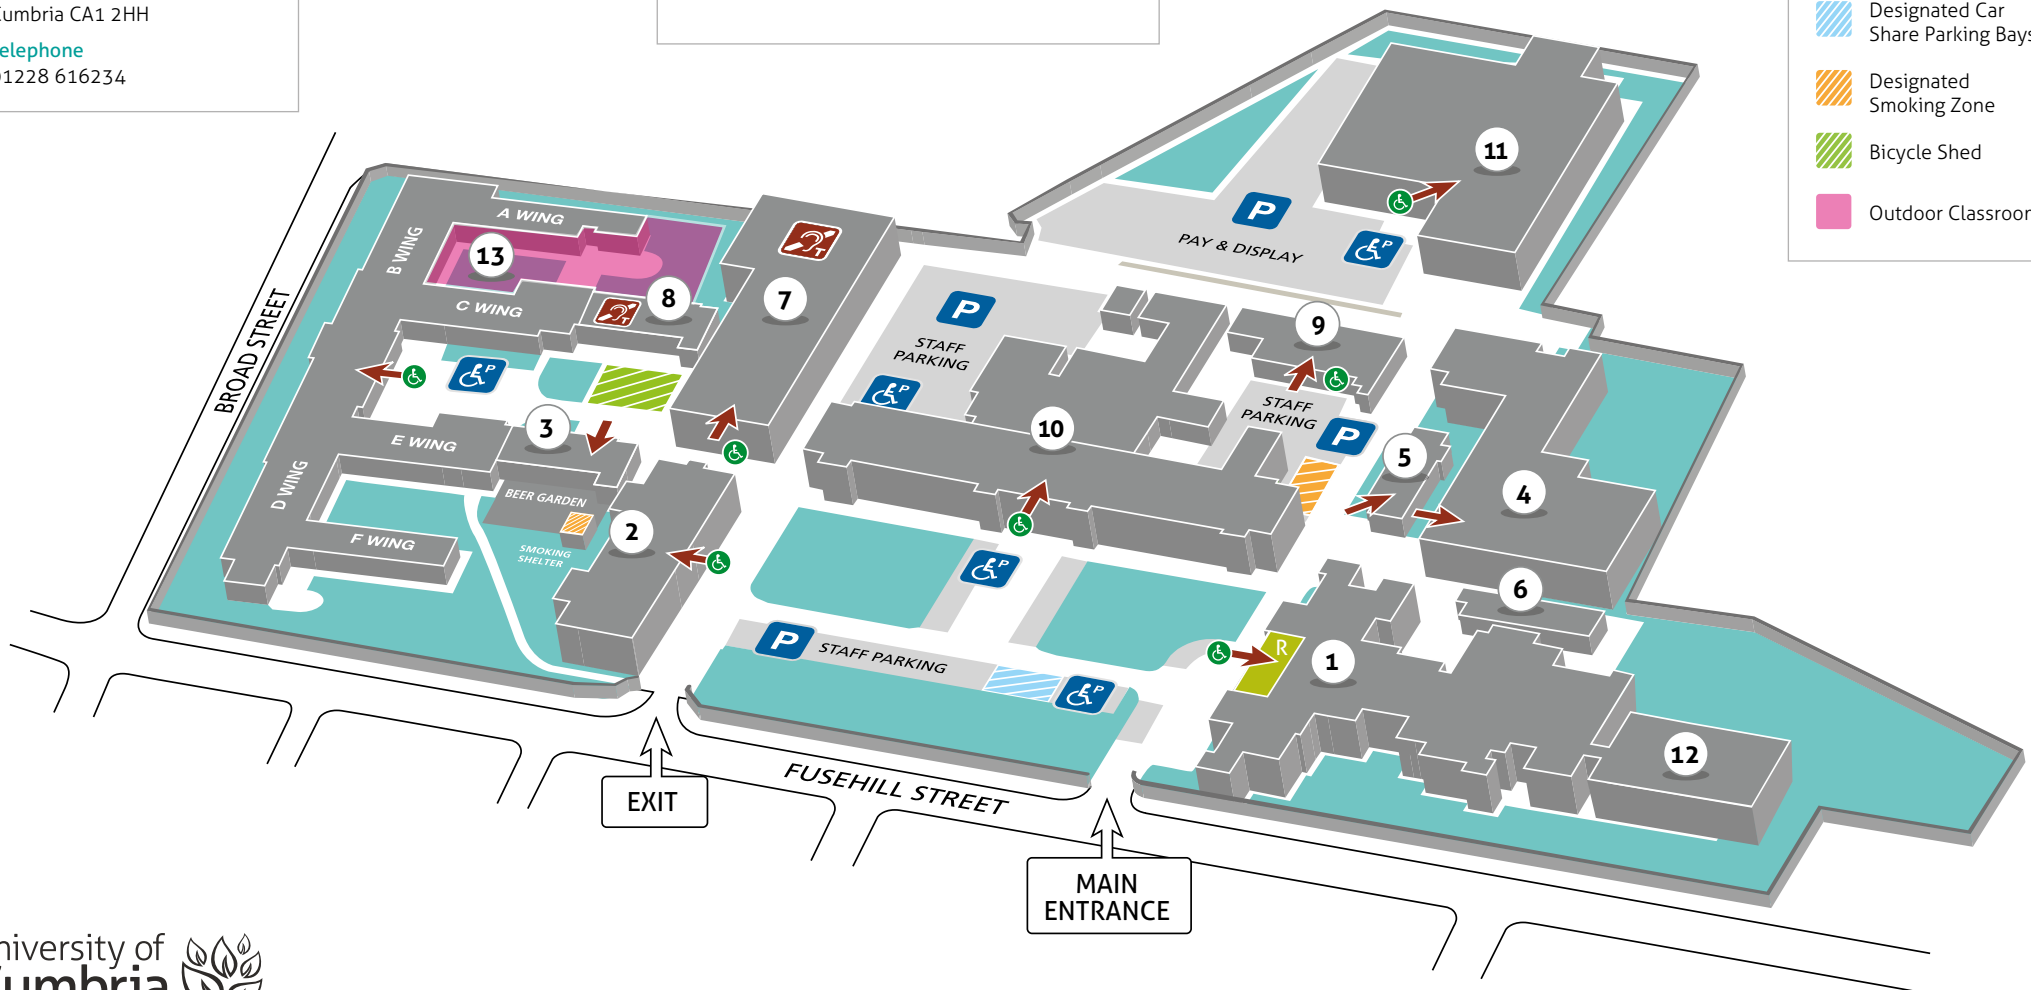 umbria CA1 2HH
elephone
1228 616234
Designated Car
Share Parking Bays
Designated
Smoking Zone
Bicycle Shed
Outdoor Classroom
11
P
PAY & DISPLAY
P
A WING
B WING
13
T
C WING
T
8
7
P
STAFF
PARKING
P
9
STAFF
PARKING
P
BROAD STREET
P
3
E WING
10
5
4
D WING
BEER GARDEN
2
F WING
SMOKING
SHELTER
P
6
P
STAFF PARKING
P
R
1
12
EXIT
FUSEHILL STREET
MAIN
ENTRANCE
niversity of
umbria